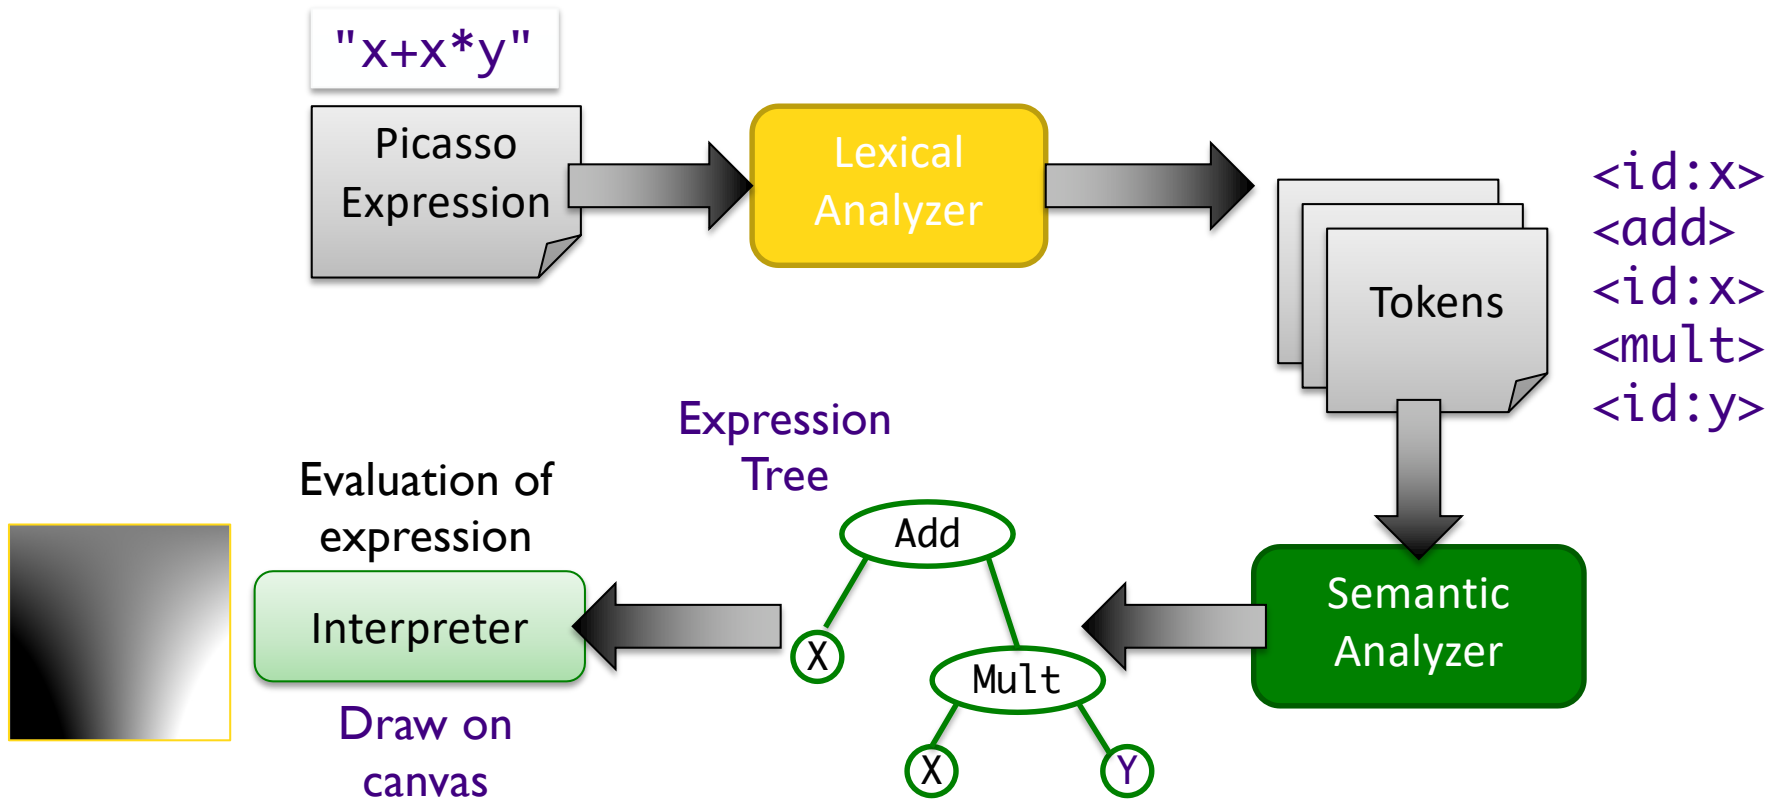 "x+x*y"
Picasso
Expression
Lexical
Analyzer
Tokens
<id:x>
<add>
<id:x>
<mult>
<id:y>
Semantic
Analyzer
Expression
Tree
Add
X
Mult
X
Y
Evaluation of
expression
Interpreter
Draw on
canvas